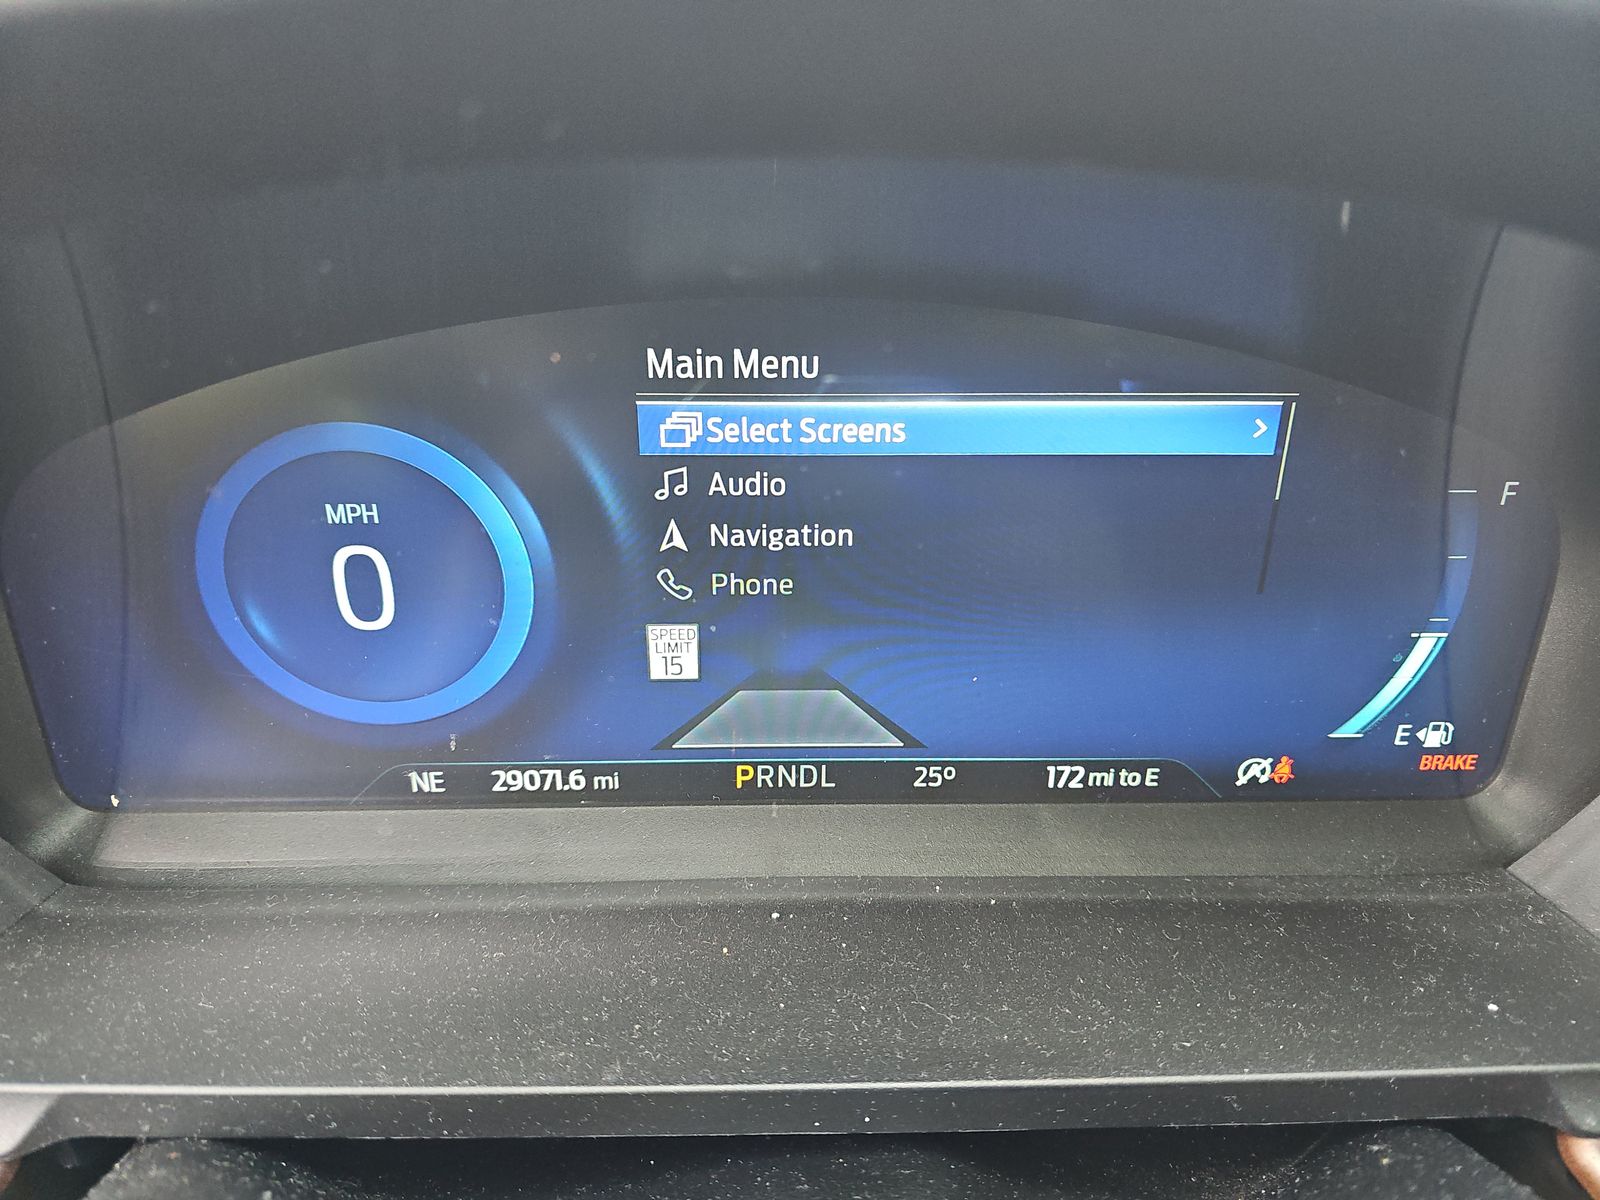 Main Menu
Select Screens
Audio
Navigation
Phone
MPH
0
SPEED
LIMIT
15
F
E
BRAKE
NE 29071.6 mi PRNDL 25° 172 mi to E